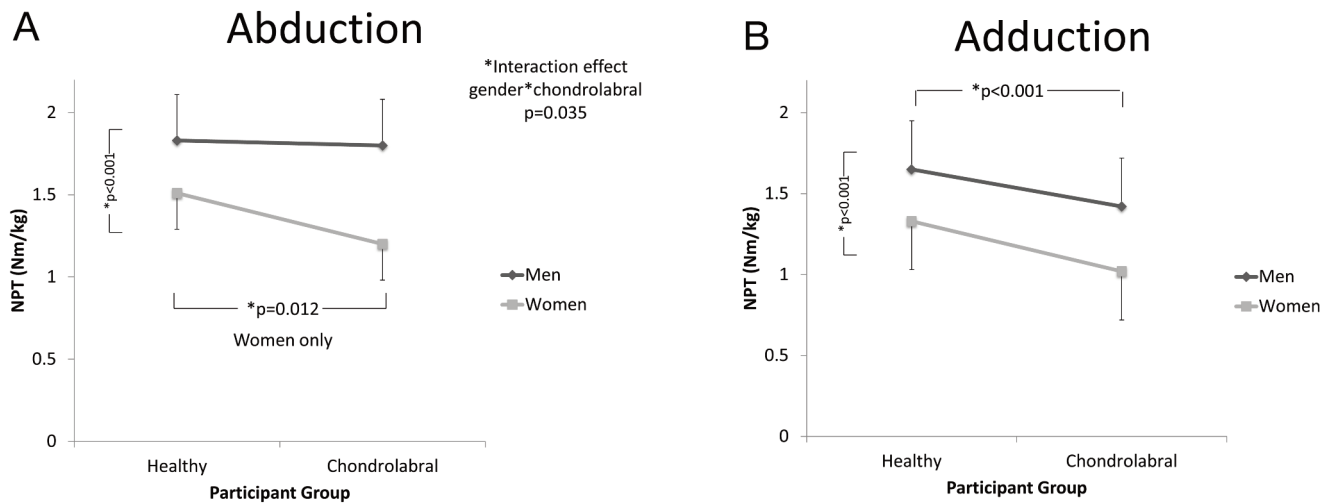 A
Abduction
*Interaction effect
gender*chondrolabral
p=0.035
NPT (Nm/kg)
2
1.5
1
0.5
0
*p<0.001
*p=0.012
Women only
Men
Women
Healthy
Chondrolabral
Participant Group
B
Adduction
*p<0.001
NPT (Nm/kg)
2
1.5
1
0.5
0
*p<0.001
Men
Women
Healthy
Chondrolabral
Participant Group